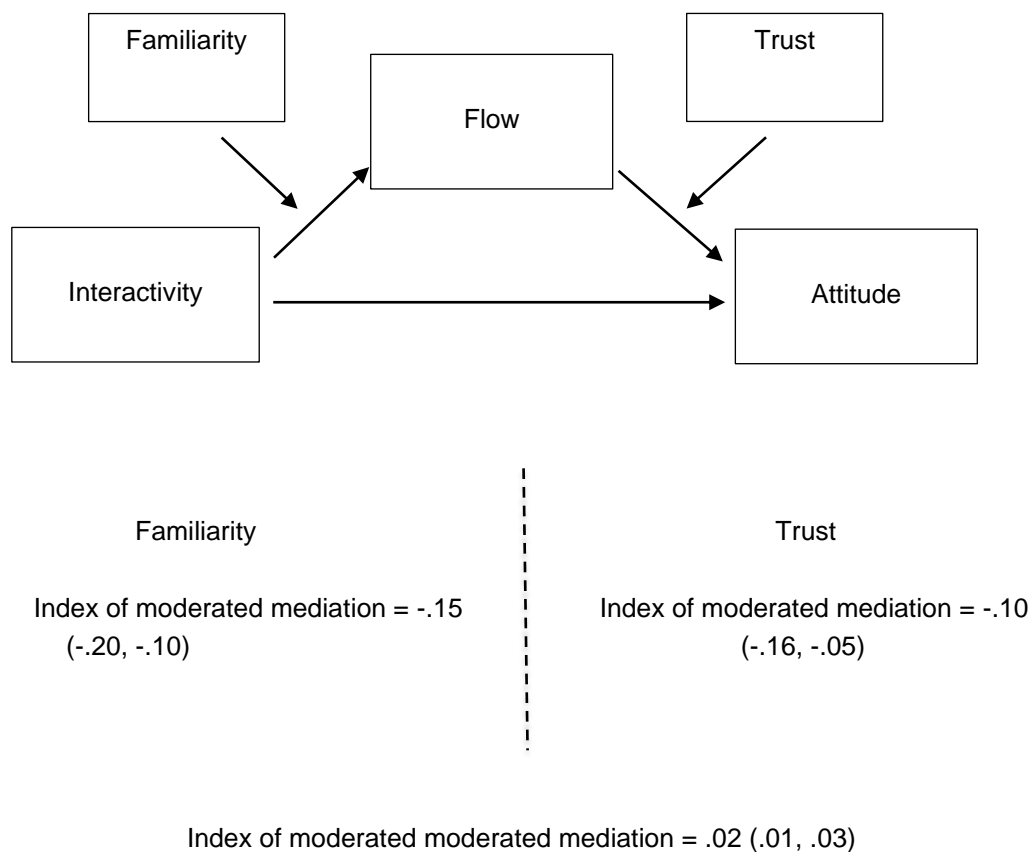 Familiarity
Trust
Flow
Interactivity
Attitude
Familiarity
Trust
Index of moderated mediation = -.15
(-.20, -.10)
Index of moderated mediation = -.10
(-.16, -.05)
Index of moderated moderated mediation = .02 (.01, .03)